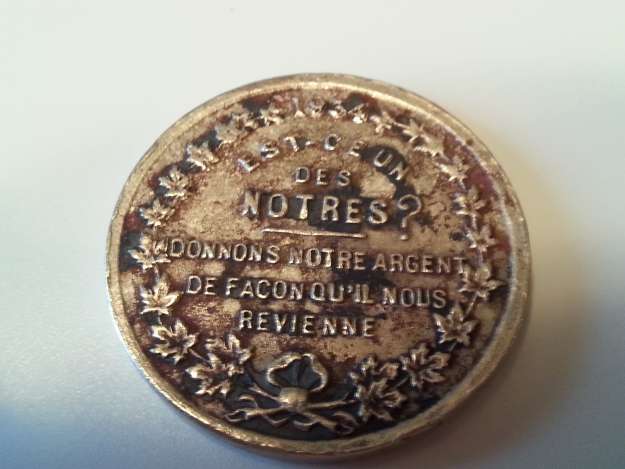 1934
EST-CE UN
DES
NOTRES?
DONNONS NOTRE ARGENT
DE FACON QU'IL NOUS
REVIENNE